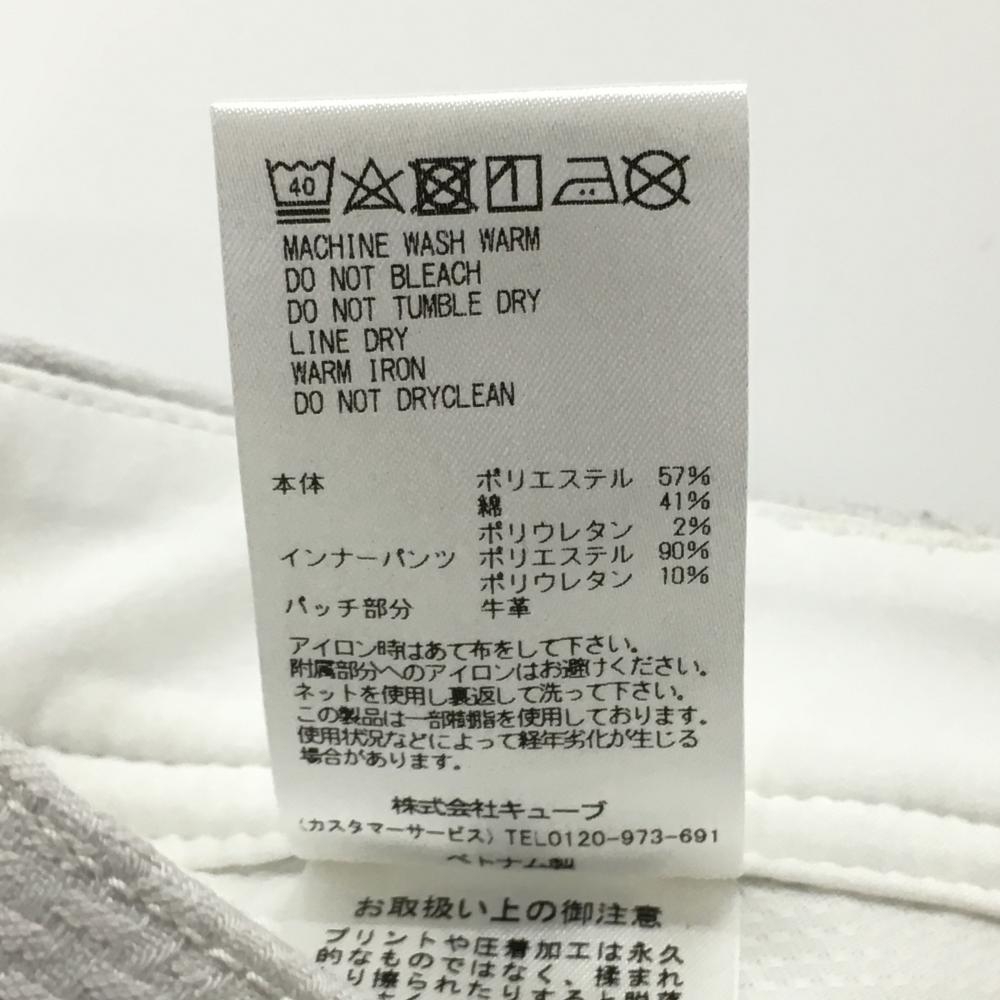 40
MACHINE WASH WARM
DO NOT BLEACH
DO NOT TUMBLE DRY
LINE DRY
WARM IRON
DO NOT DRYCLEAN
本体 ポリエステル 57%
綿 41%
ポリウレタン 2%
インナーパンツ ポリエステル 90%
ポリウレタン 10%
パッチ部分 牛革
アイロン時はあて布をして下さい。
附属部分へのアイロンはお避けください。
ネットを使用し裏返して洗って下さい。
この製品は一部樹脂を使用しております。
使用状況などによって経年劣化が生じる
場合があります。
株式会社キューブ
(カスタマーサービス) TEL0120-973-691
ベトナム製
お取扱い上の御注意
プリントや圧着加工は永久
的なものではなく、揉まれ
り擦られたりすると脱落